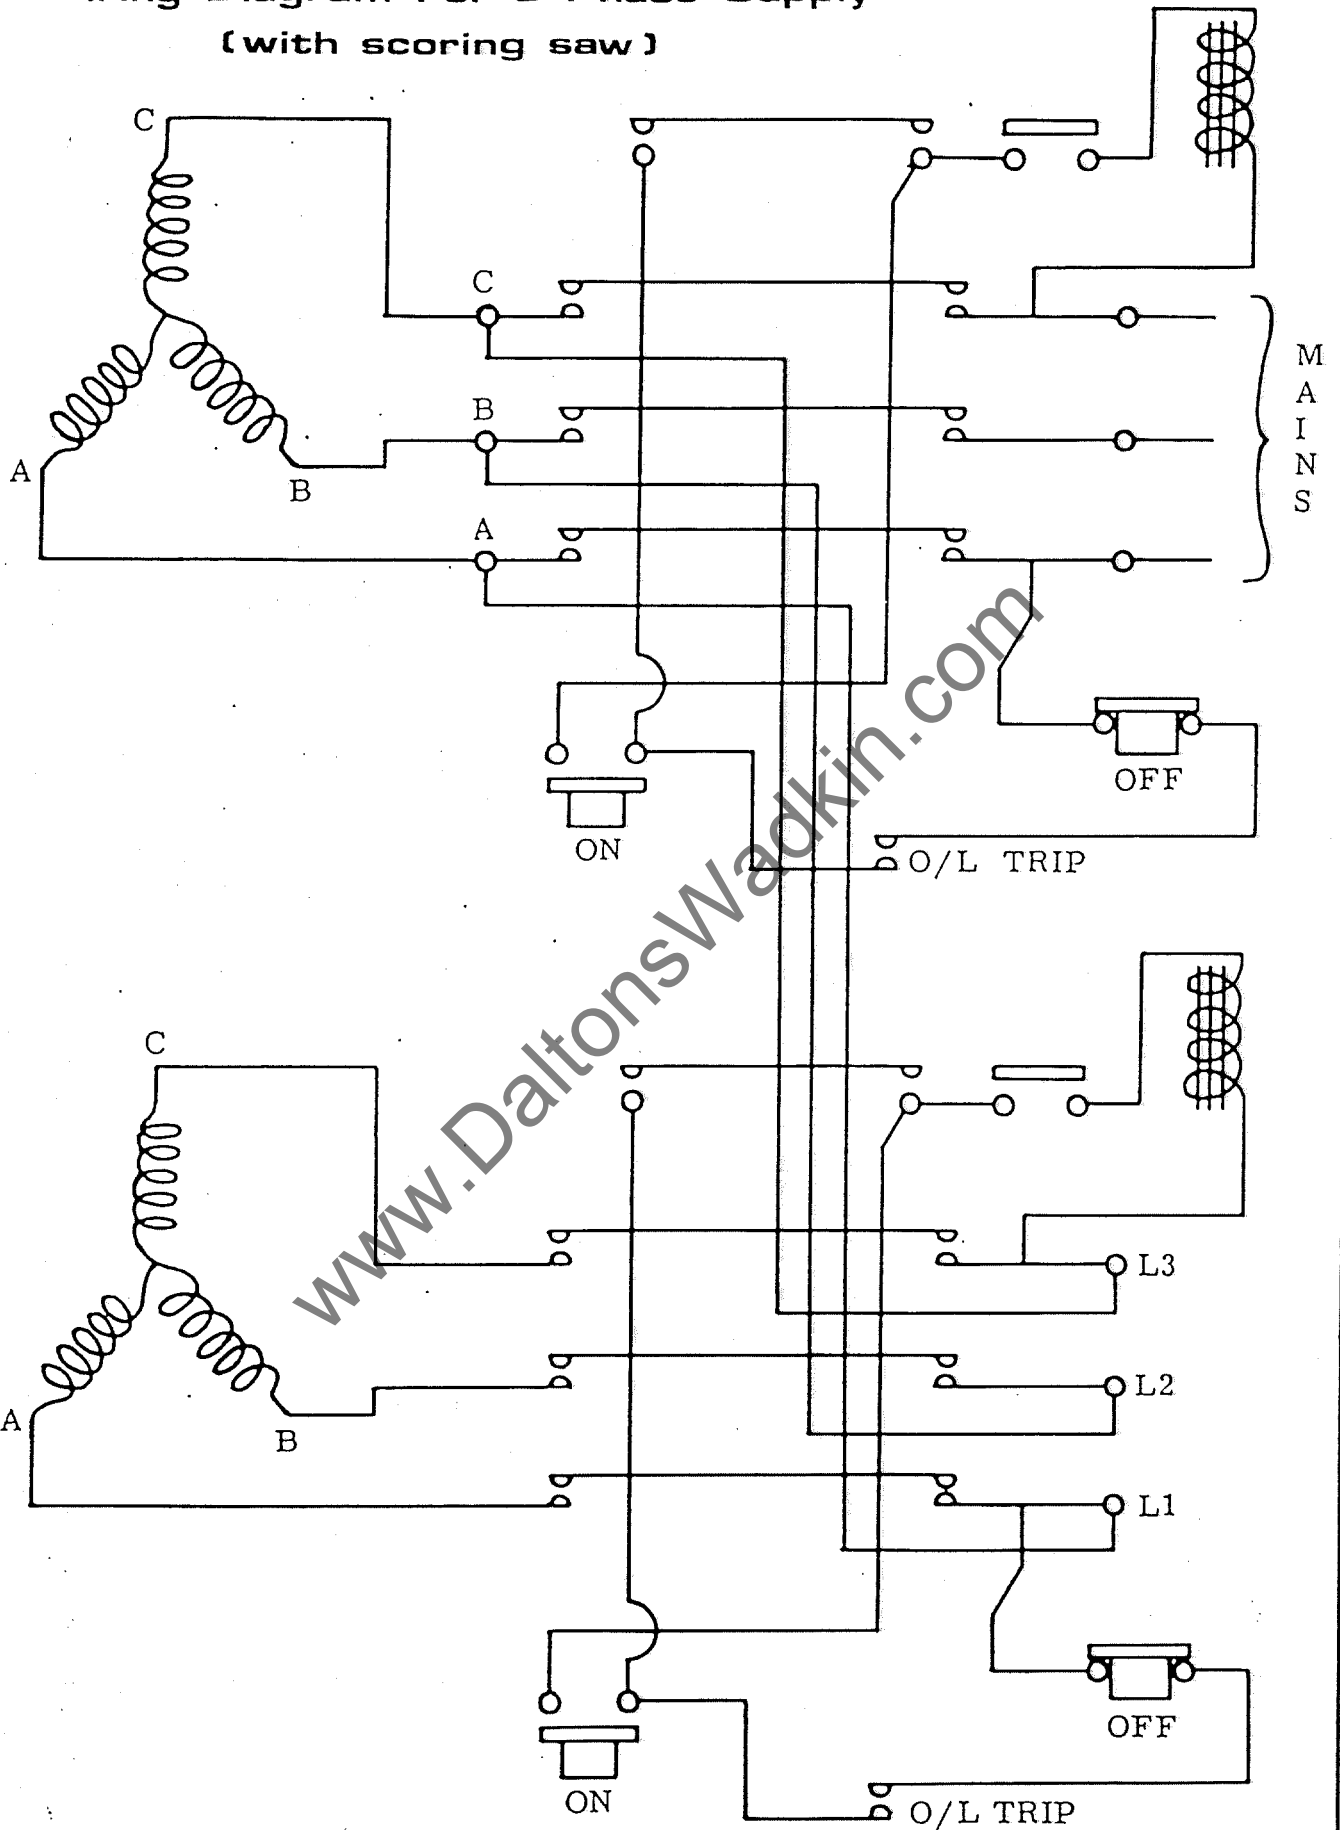 (with scoring saw)
C
C
M
A
I
N
S
B
A
B
A
OFF
ON
O/L TRIP
www.DaltonsWadkin.com
C
L3
L2
A
B
L1
OFF
ON
O/L TRIP